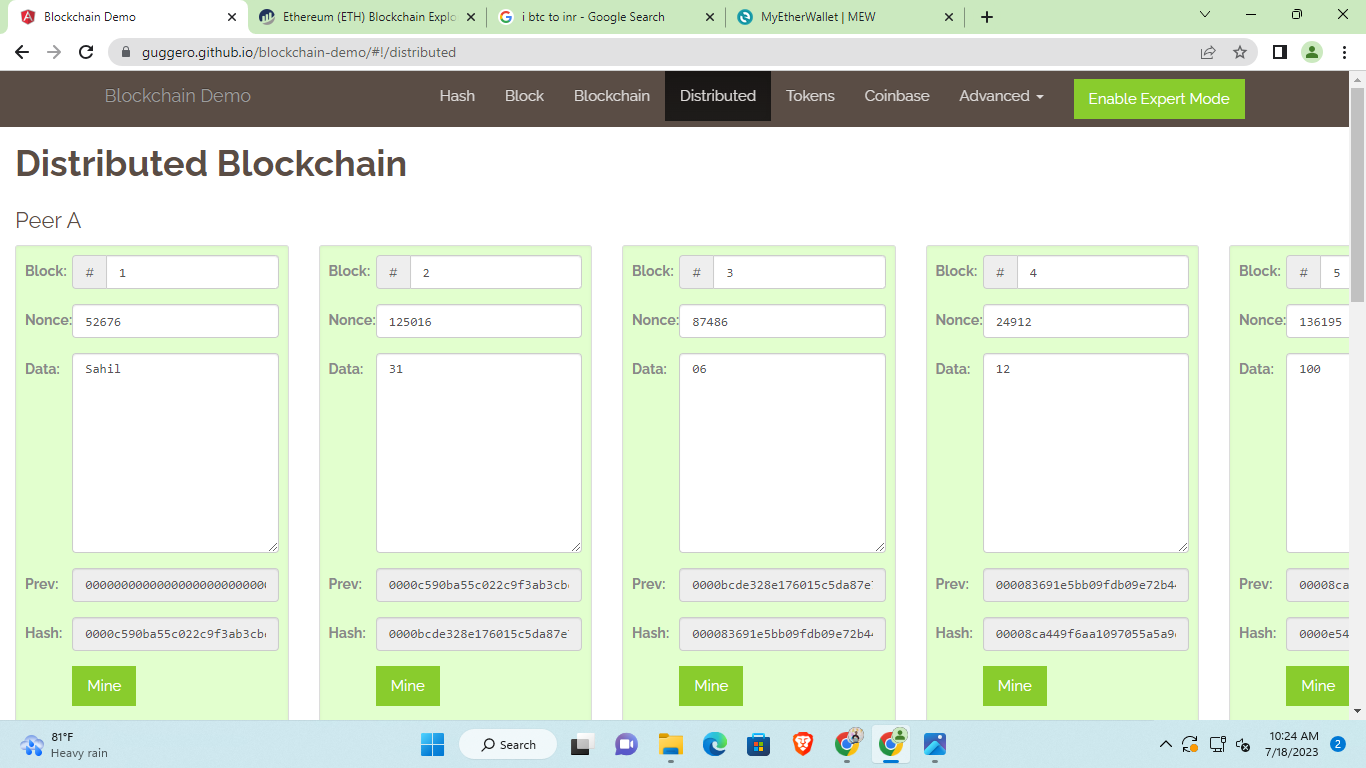 Blockchain Demo
Ethereum (ETH) Blockchain Explo
i btc to inr - Google Search
MyEtherWallet | MEW
guggero.github.io/blockchain-demo/#!/distributed
Blockchain Demo Hash Block Blockchain Distributed Tokens Coinbase Advanced Enable Expert Mode
Distributed Blockchain
Peer A
Block: # 1 Block: # 2 Block: # 3 Block: # 4 Block: # 5
Nonce: 52676 Nonce: 125016 Nonce: 87486 Nonce: 24912 Nonce: 136195
Data: Sahil Data: 31 Data: 06 Data: 12 Data: 100
Prev: 0000000000000000000000000 Prev: 0000c590ba55c022c9f3ab3cb Prev: 0000bcde328e176015c5da87e Prev: 000083691e5bb09fdb09e72b4 Prev: 00008ca
Hash: 0000c590ba55c022c9f3ab3cb Hash: 0000bcde328e176015c5da87e Hash: 000083691e5bb09fdb09e72b4 Hash: 00008ca449f6aa1097055a5a9 Hash: 0000e54
Mine Mine Mine Mine Mine
81°F
Heavy rain
Search
10:24 AM
7/18/2023
2